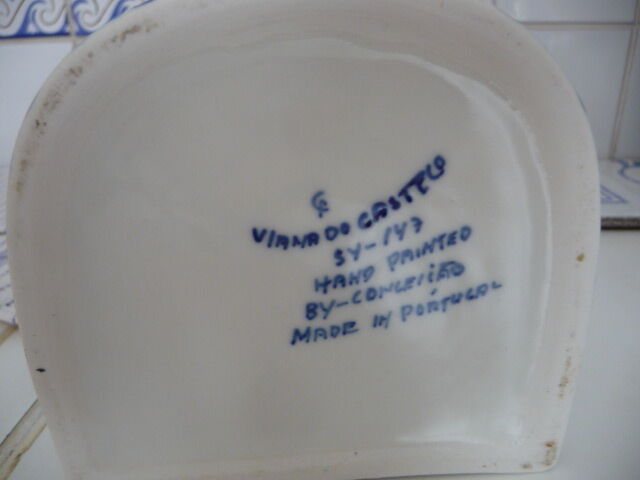 VIANA DO CASTELO
SY-147
HAND PAINTED
BY-CONCEIÇÃO
MADE IN PORTUGAL